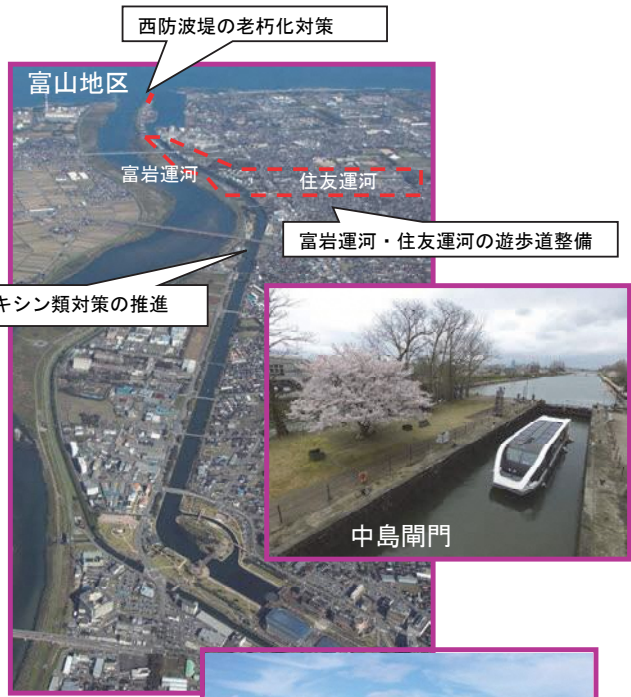 西防波堤の老朽化対策
富山地区
富岩運河
住友運河
富岩運河・住友運河の遊歩道整備
キシン類対策の推進
中島閘門